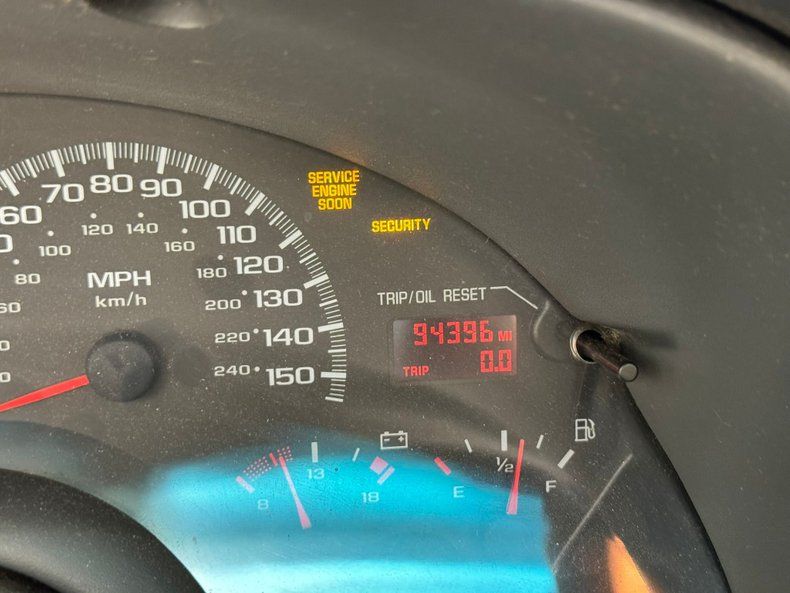 SERVICE
ENGINE
SOON
SECURITY
60 70 80 90 100 110 120 130 140 150
80 100 120 140 160 180 200 220 240
MPH
km/h
TRIP/OIL RESET
94396 MI
TRIP 0.0
8 13 18
E 1/2 F